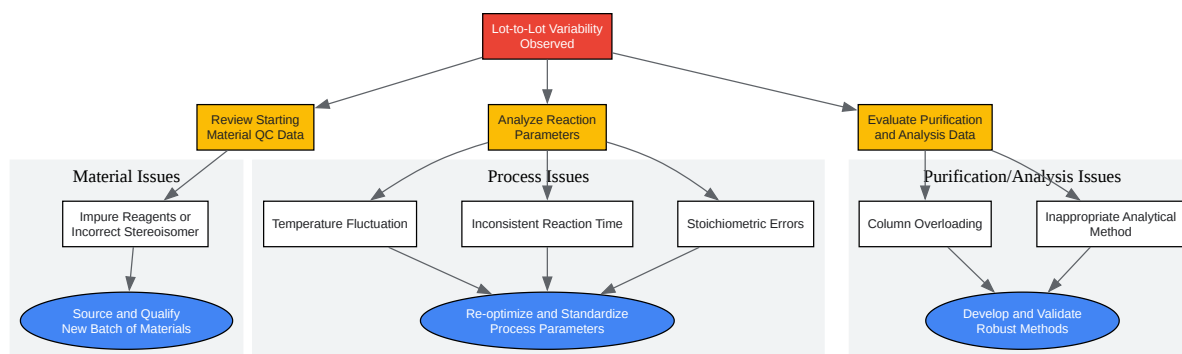 Lot-to-Lot Variability
Observed
Review Starting
Material QC Data
Analyze Reaction
Parameters
Evaluate Purification
and Analysis Data
Material Issues
Process Issues
Purification/Analysis Issues
Impure Reagents or
Incorrect Stereoisomer
Temperature Fluctuation
Inconsistent Reaction Time
Stoichiometric Errors
Column Overloading
Inappropriate Analytical
Method
Source and Qualify
New Batch of Materials
Re-optimize and Standardize
Process Parameters
Develop and Validate
Robust Methods